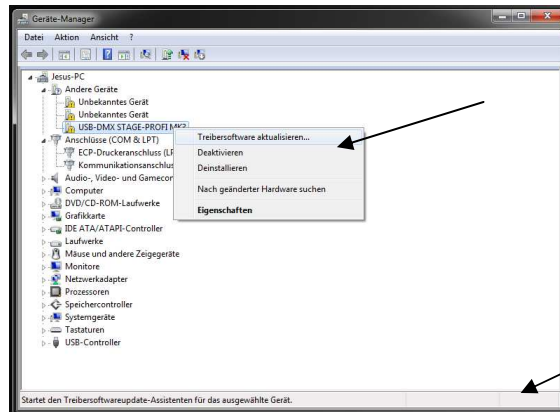 Geräte-Manager
Datei Aktion Ansicht ?
Jesus-PC
Andere Geräte
Unbekanntes Gerät
Unbekanntes Gerät
USB-DMX STAGE-PROFI MK2
Treibersoftware aktualisieren...
Anschlüsse (COM & LPT)
Deaktivieren
ECP-Druckeranschluss (LP
Kommunikationsanschlus
Deinstallieren
Audio-, Video- und Gamecon
Nach geänderter Hardware suchen
Computer
DVD/CD-ROM-Laufwerke
Eigenschaften
Grafikkarte
IDE ATA/ATAPI-Controller
Laufwerke
Mäuse und andere Zeigegeräte
Monitore
Netzwerkadapter
Prozessoren
Speichercontroller
Systemgeräte
Tastaturen
USB-Controller
Startet den Treibersoftwareupdate-Assistenten für das ausgewählte Gerät.